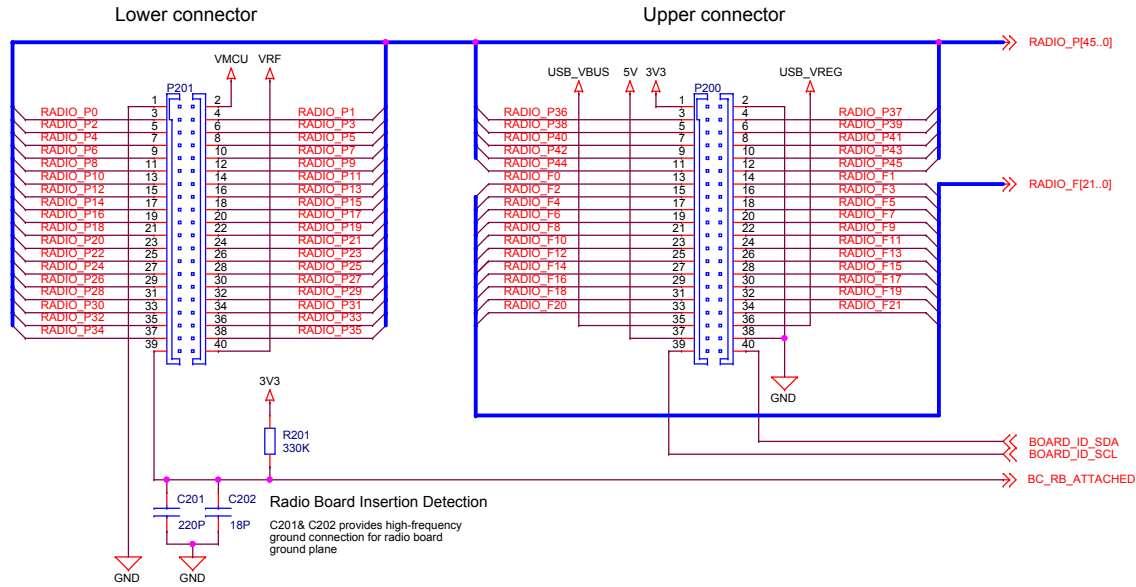 Lower connector
Upper connector
RADIO_P[45..0]
VMCU VRF
USB_VBUS 5V 3V3 USB_VREG
P201 P200
1 2 1 2
RADIO_P0 3 4 RADIO_P1 RADIO_P36 3 4 RADIO_P37
RADIO_P2 5 6 RADIO_P3 RADIO_P38 5 6 RADIO_P39
RADIO_P4 7 8 RADIO_P5 RADIO_P40 7 8 RADIO_P41
RADIO_P6 9 10 RADIO_P7 RADIO_P42 9 10 RADIO_P43
RADIO_P8 11 12 RADIO_P9 RADIO_P44 11 12 RADIO_P45
RADIO_P10 13 14 RADIO_P11 RADIO_F0 13 14 RADIO_F1
RADIO_F[21..0]
RADIO_P12 15 16 RADIO_P13 RADIO_F2 15 16 RADIO_F3
RADIO_P14 17 18 RADIO_P15 RADIO_F4 17 18 RADIO_F5
RADIO_P16 19 20 RADIO_P17 RADIO_F6 19 20 RADIO_F7
RADIO_P18 21 22 RADIO_P19 RADIO_F8 21 22 RADIO_F9
RADIO_P20 23 24 RADIO_P21 RADIO_F10 23 24 RADIO_F11
RADIO_P22 25 26 RADIO_P23 RADIO_F12 25 26 RADIO_F13
RADIO_P24 27 28 RADIO_P25 RADIO_F14 27 28 RADIO_F15
RADIO_P26 29 30 RADIO_P27 RADIO_F16 29 30 RADIO_F17
RADIO_P28 31 32 RADIO_P29 RADIO_F18 31 32 RADIO_F19
RADIO_P30 33 34 RADIO_P31 RADIO_F20 33 34 RADIO_F21
RADIO_P32 35 36 RADIO_P33 35 36
RADIO_P34 37 38 RADIO_P35 37 38
39 40 39 40
3V3
GND
R201
330K
BOARD_ID_SDA
BOARD_ID_SCL
BC_RB_ATTACHED
C201 C202
220P 18P
Radio Board Insertion Detection
C201& C202 provides high-frequency
ground connection for radio board
ground plane
GND GND